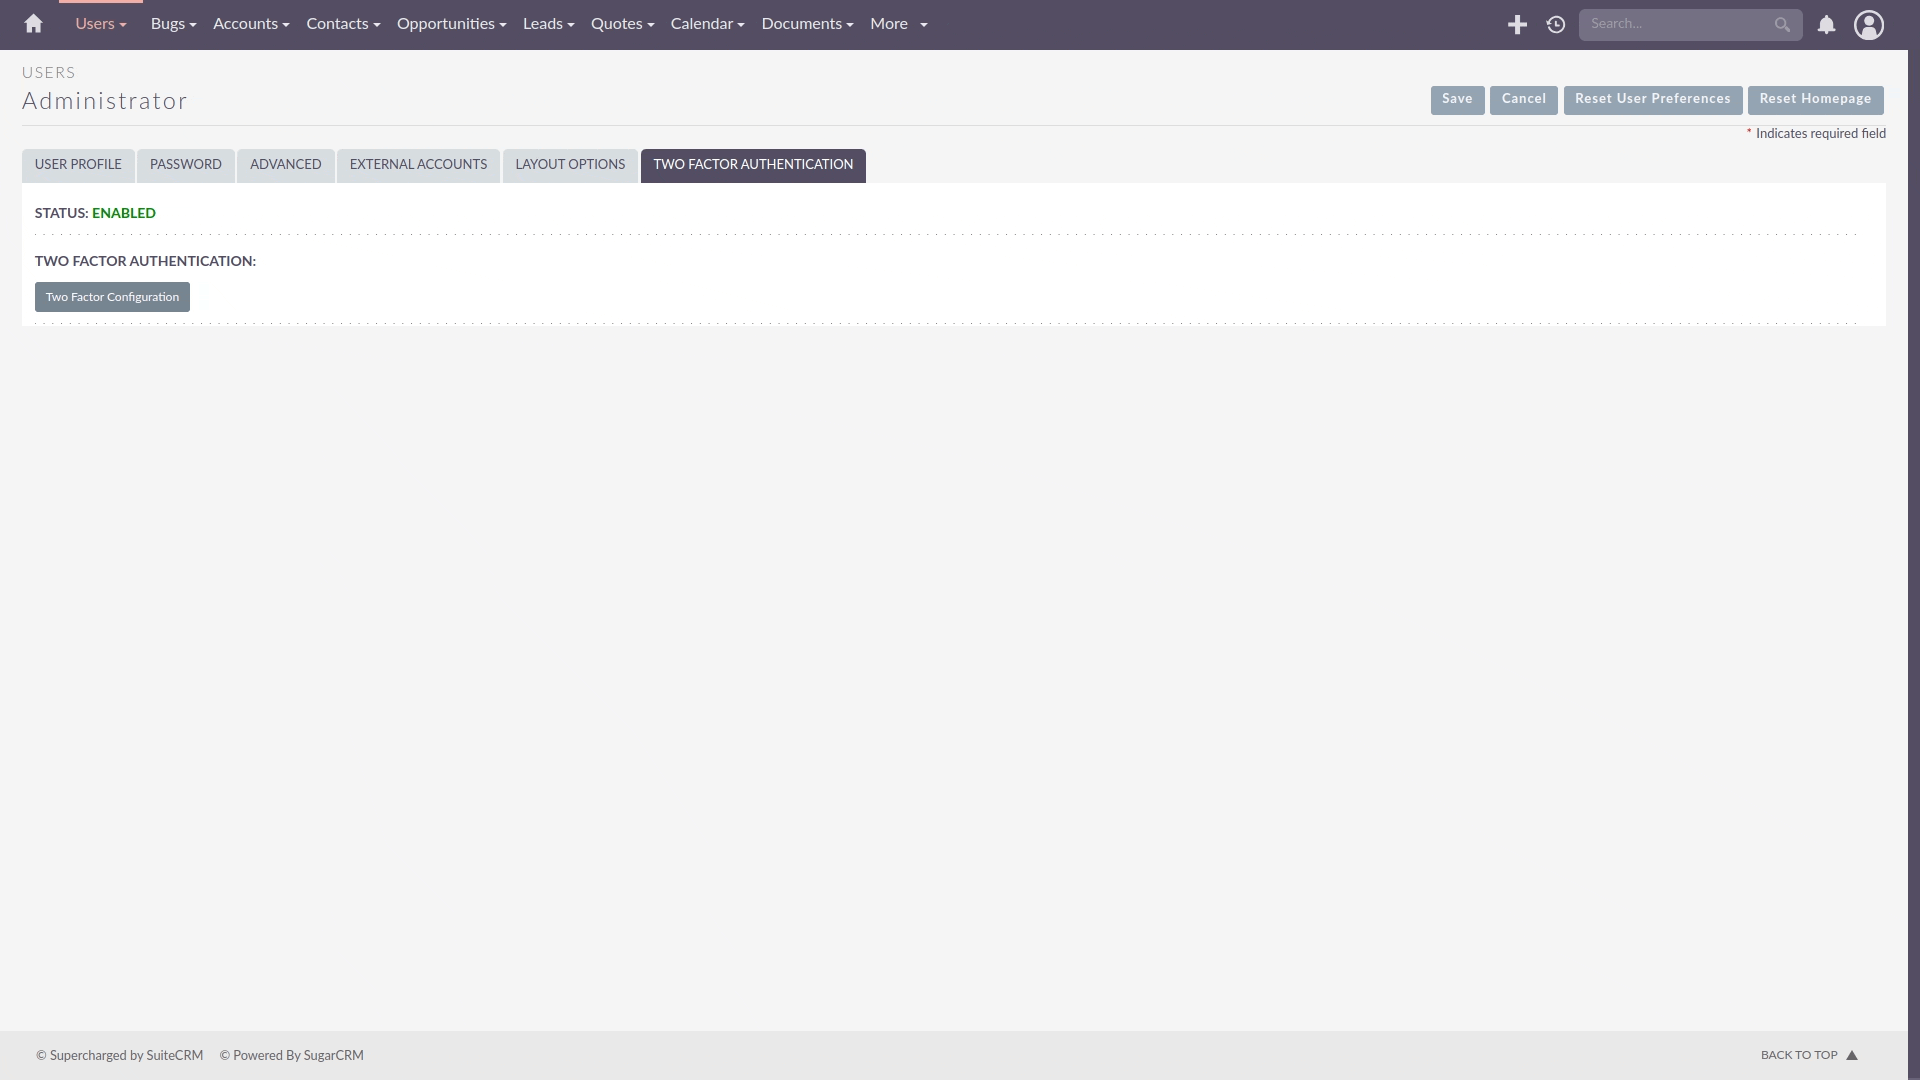 Users Bugs Accounts Contacts Opportunities Leads Quotes Calendar Documents More Search...
USERS
Administrator
Save Cancel Reset User Preferences Reset Homepage
* Indicates required field
USER PROFILE PASSWORD ADVANCED EXTERNAL ACCOUNTS LAYOUT OPTIONS TWO FACTOR AUTHENTICATION
STATUS: ENABLED
TWO FACTOR AUTHENTICATION:
Two Factor Configuration
© Supercharged by SuiteCRM © Powered By SugarCRM BACK TO TOP